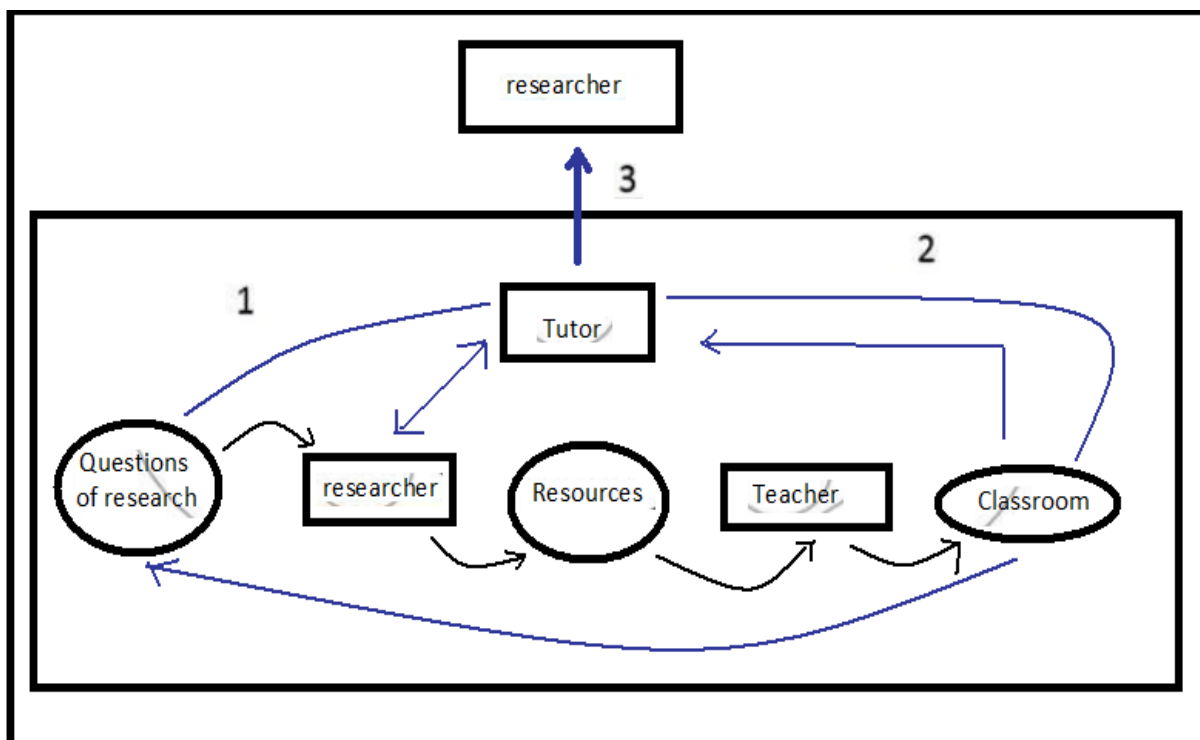 researcher
3
2
1
Tutor
Questions
of research
researcher
Resources
Teacher
Classroom